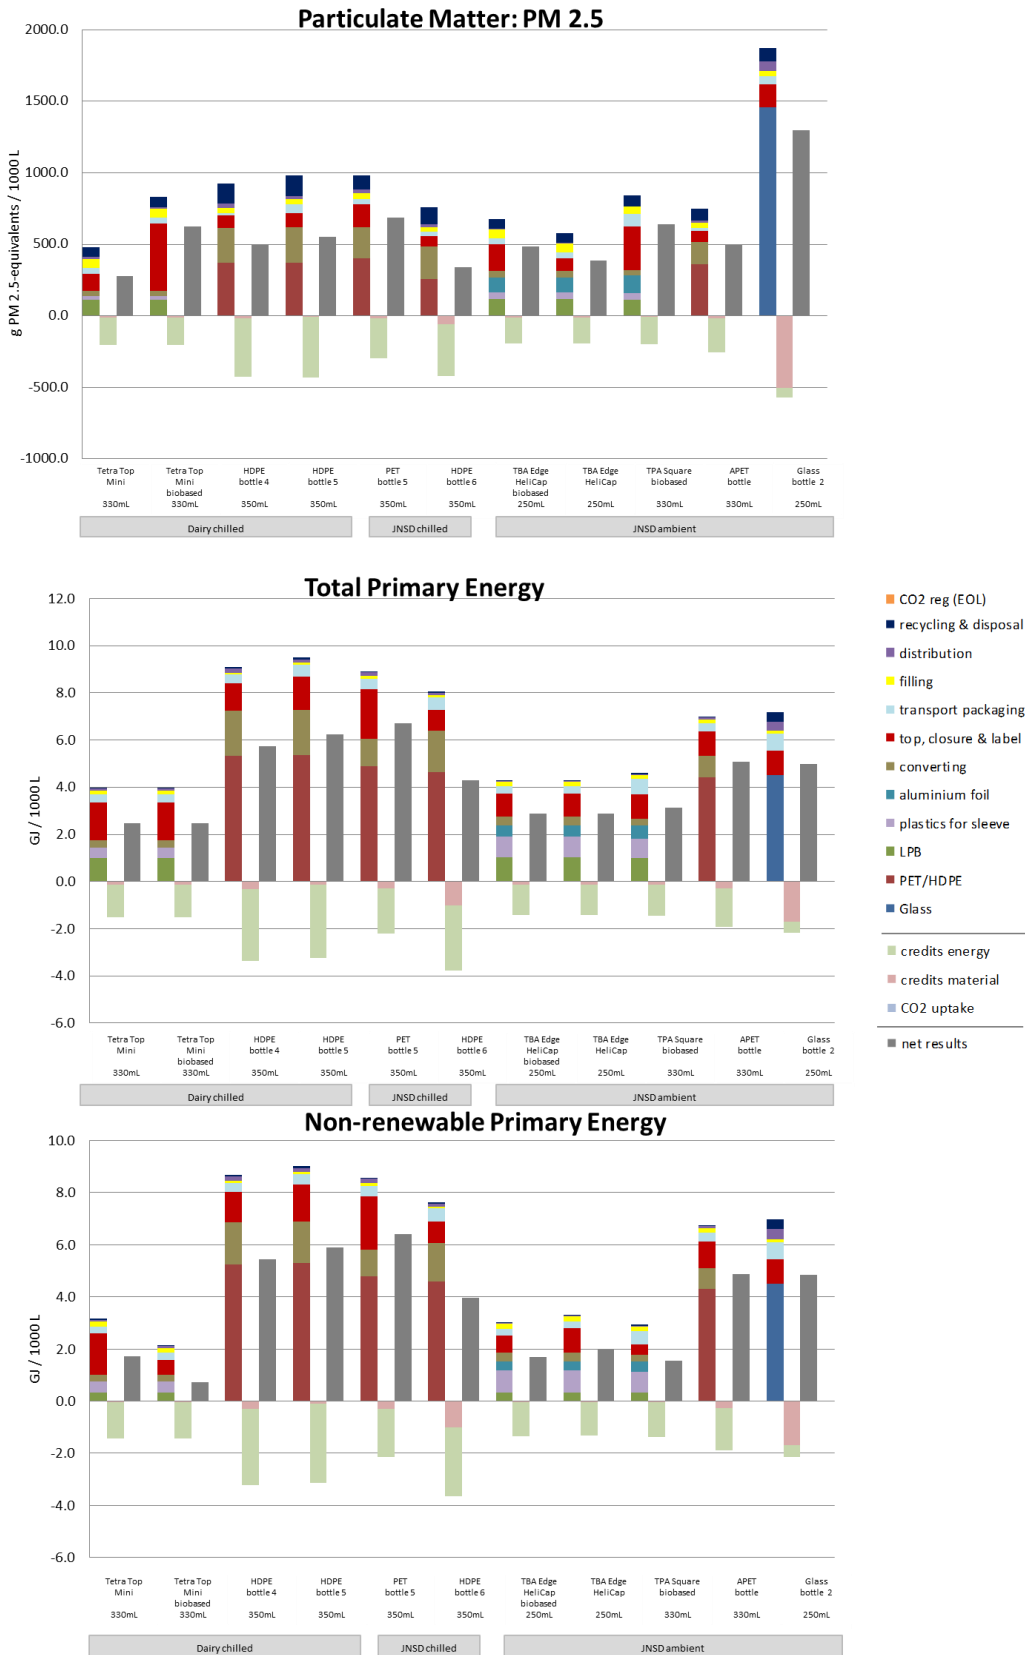 Particulate Matter: PM 2.5
g PM 2.5-equivalents / 1000 L
2000.0
1500.0
1000.0
500.0
0.0
-500.0
-1000.0
Tetra Top Mini 330mL
Tetra Top Mini biobased 330mL
HDPE bottle 4 350mL
HDPE bottle 5 350mL
PET bottle 5 350mL
HDPE bottle 6 350mL
TBA Edge HeliCap biobased 250mL
TBA Edge HeliCap 250mL
TPA Square biobased 330mL
APET bottle 330mL
Glass bottle 2 250mL
Dairy chilled
JNSD chilled
JNSD ambient
Total Primary Energy
GJ / 1000 L
12.0
10.0
8.0
6.0
4.0
2.0
0.0
-2.0
-4.0
-6.0
Tetra Top Mini 330mL
Tetra Top Mini biobased 330mL
HDPE bottle 4 350mL
HDPE bottle 5 350mL
PET bottle 5 350mL
HDPE bottle 6 350mL
TBA Edge HeliCap biobased 250mL
TBA Edge HeliCap 250mL
TPA Square biobased 330mL
APET bottle 330mL
Glass bottle 2 250mL
Dairy chilled
JNSD chilled
JNSD ambient
CO2 reg (EOL)
recycling & disposal
distribution
filling
transport packaging
top, closure & label
converting
aluminium foil
plastics for sleeve
LPB
PET/HDPE
Glass
credits energy
credits material
CO2 uptake
net results
Non-renewable Primary Energy
GJ / 1000 L
10.0
8.0
6.0
4.0
2.0
0.0
-2.0
-4.0
-6.0
Tetra Top Mini 330mL
Tetra Top Mini biobased 330mL
HDPE bottle 4 350mL
HDPE bottle 5 350mL
PET bottle 5 350mL
HDPE bottle 6 350mL
TBA Edge HeliCap biobased 250mL
TBA Edge HeliCap 250mL
TPA Square biobased 330mL
APET bottle 330mL
Glass bottle 2 250mL
Dairy chilled
JNSD chilled
JNSD ambient